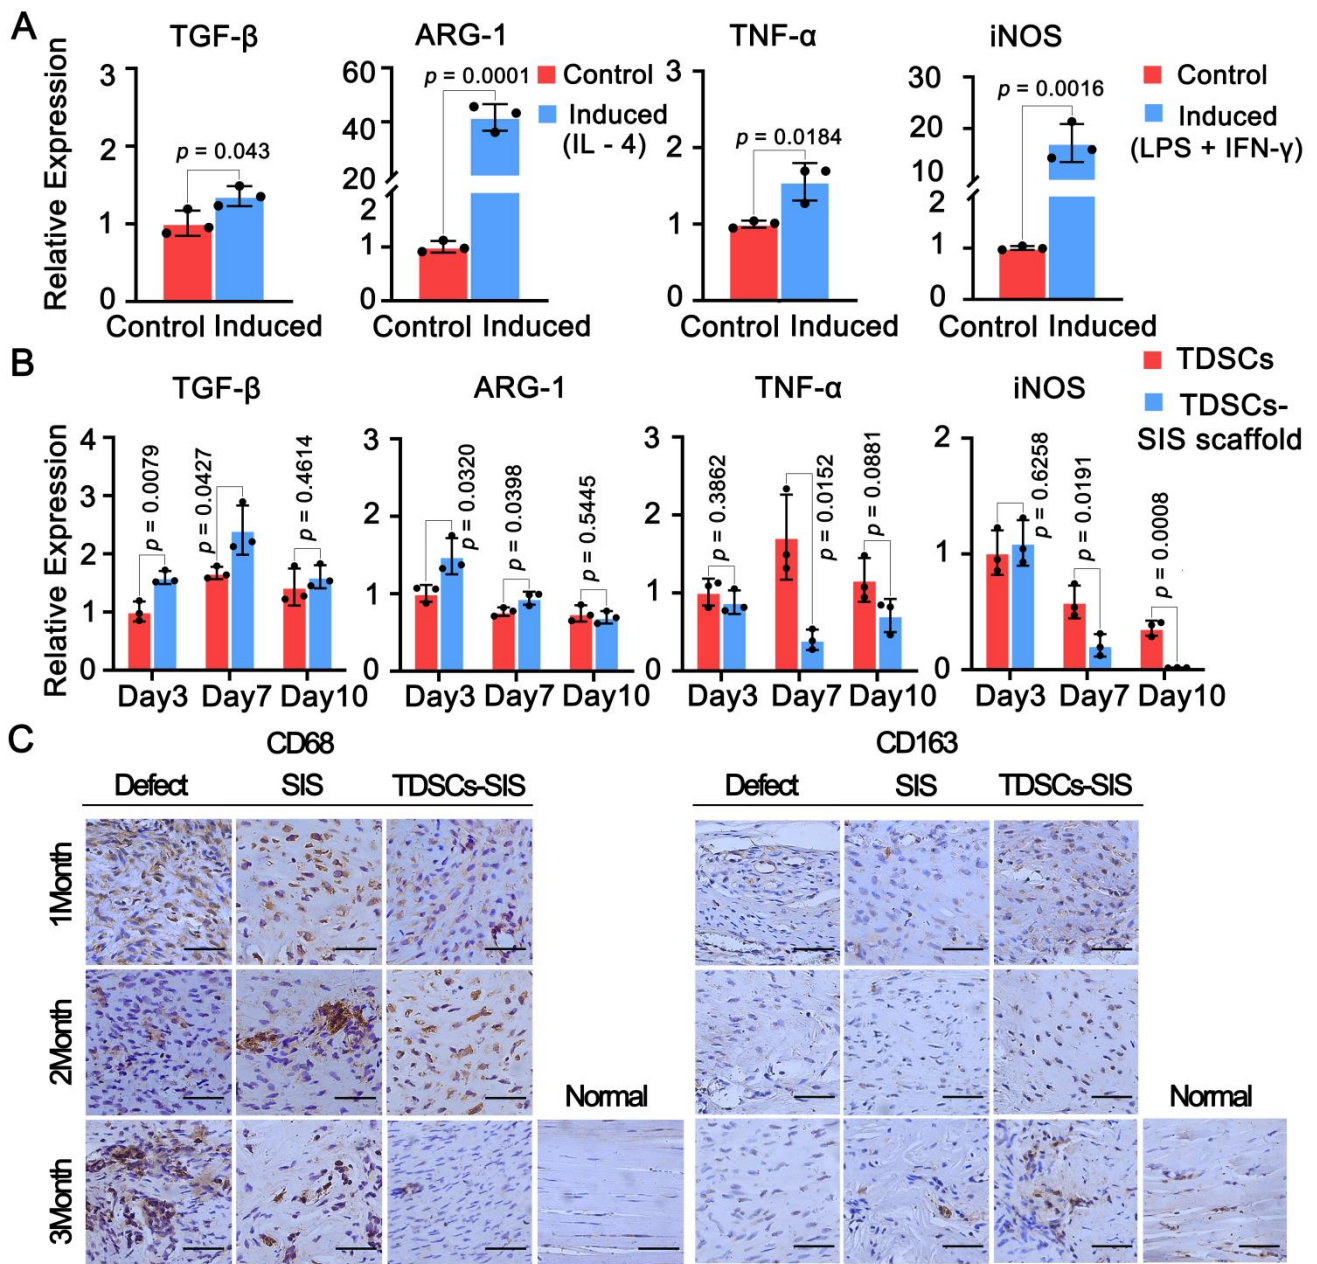 A
TGF-β
ARG-1
TNF-α
iNOS
Relative Expression
3
2
1
0
p = 0.043
Control Induced
60
40
20
2
1
0
p = 0.0001
Control Induced
Control
Induced
(IL - 4)
3
2
1
0
p = 0.0184
Control Induced
30
20
10
2
1
0
p = 0.0016
Control Induced
Control
Induced
(LPS + IFN-γ)
B
TGF-β
ARG-1
TNF-α
iNOS
TDSCs
TDSCs-
SIS scaffold
Relative Expression
4
3
2
1
0
p = 0.0079
p = 0.0427
p = 0.4614
Day3 Day7 Day10
3
2
1
0
p = 0.0320
p = 0.0398
p = 0.5445
Day3 Day7 Day10
3
2
1
0
p = 0.3862
p = 0.0152
p = 0.0881
Day3 Day7 Day10
2
1
0
p = 0.6258
p = 0.0191
p = 0.0008
Day3 Day7 Day10
C
CD68
CD163
Defect SIS TDSCs-SIS
Defect SIS TDSCs-SIS
1Month
2Month
3Month
Normal
Normal